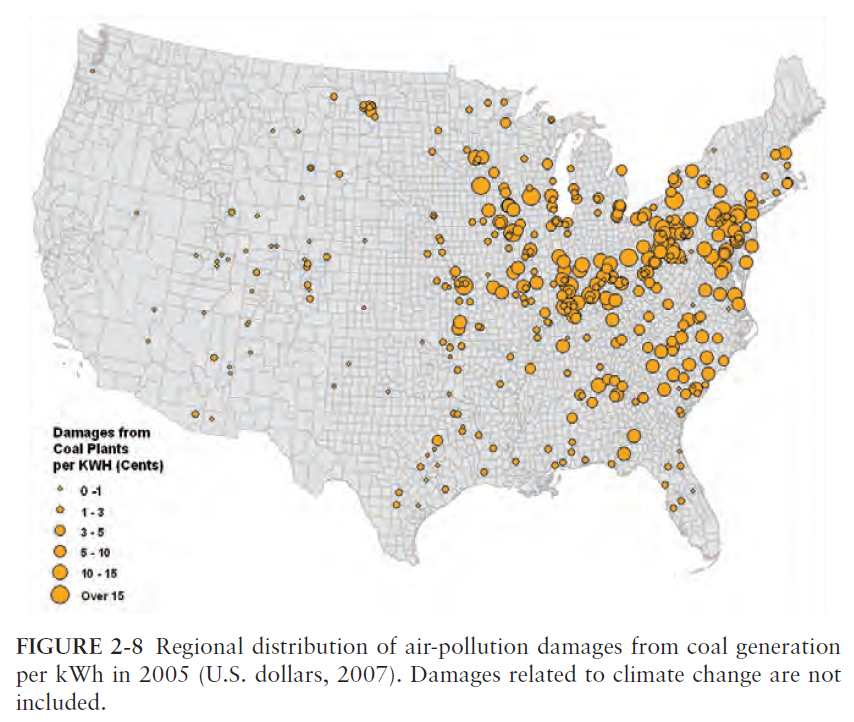 Damages from
Coal Plants
per KWH (Cents)
0 -1
1 - 3
3 - 5
5 - 10
10 - 15
Over 15
FIGURE 2-8 Regional distribution of air-pollution damages from coal generation
per kWh in 2005 (U.S. dollars, 2007). Damages related to climate change are not
included.